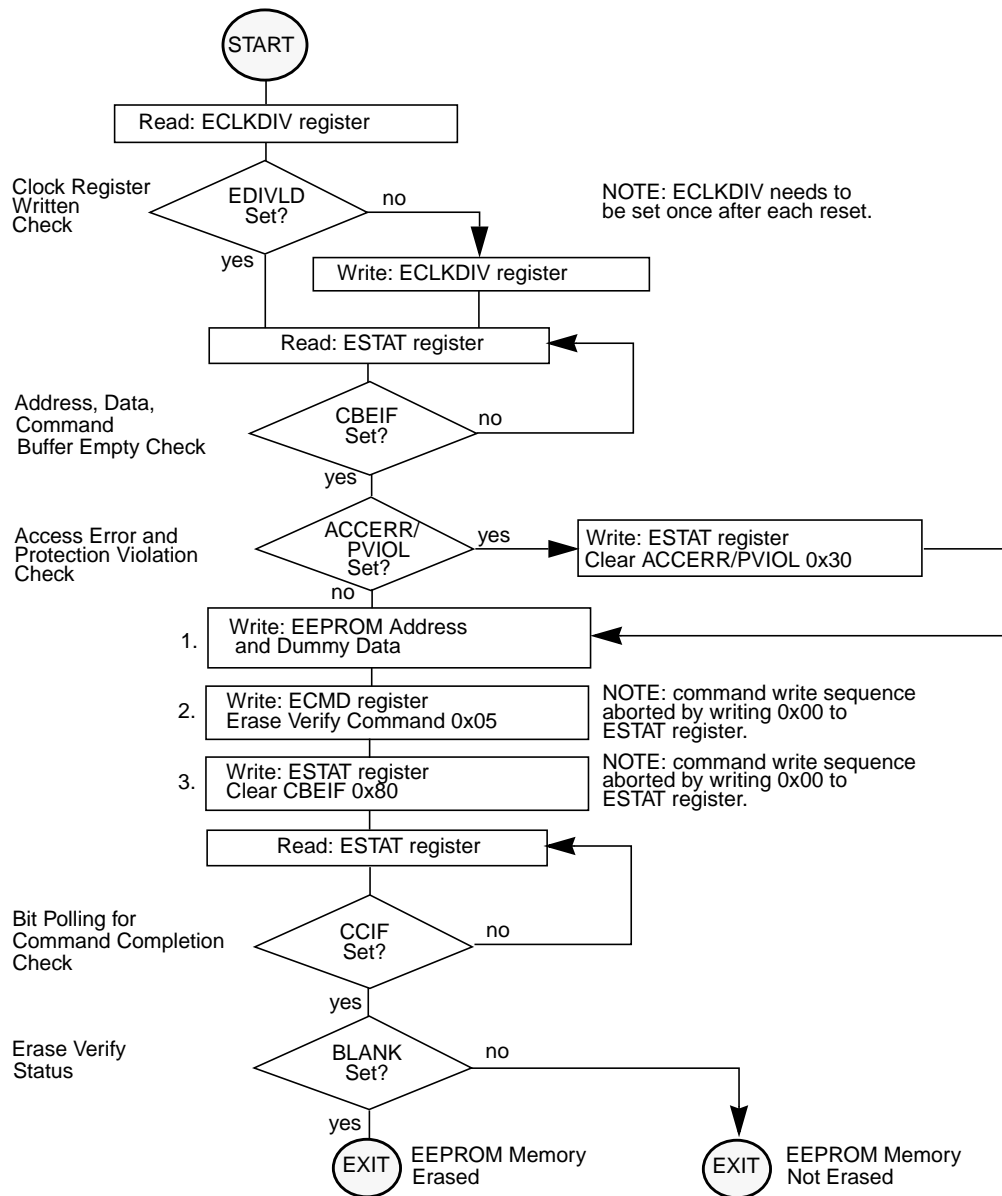 START
Read: ECLKDIV register
Clock Register
Written
Check
EDIVLD
Set?
no
NOTE: ECLKDIV needs to
be set once after each reset.
yes
Write: ECLKDIV register
Read: ESTAT register
Address, Data,
Command
Buffer Empty Check
CBEIF
Set?
no
yes
Access Error and
Protection Violation
Check
ACCERR/
PVIOL
Set?
yes
Write: ESTAT register
Clear ACCERR/PVIOL 0x30
no
1.
Write: EEPROM Address
and Dummy Data
2.
Write: ECMD register
Erase Verify Command 0x05
NOTE: command write sequence
aborted by writing 0x00 to
ESTAT register.
3.
Write: ESTAT register
Clear CBEIF 0x80
NOTE: command write sequence
aborted by writing 0x00 to
ESTAT register.
Read: ESTAT register
Bit Polling for
Command Completion
Check
CCIF
Set?
no
yes
Erase Verify
Status
BLANK
Set?
no
yes
EXIT
EEPROM Memory
Erased
EXIT
EEPROM Memory
Not Erased